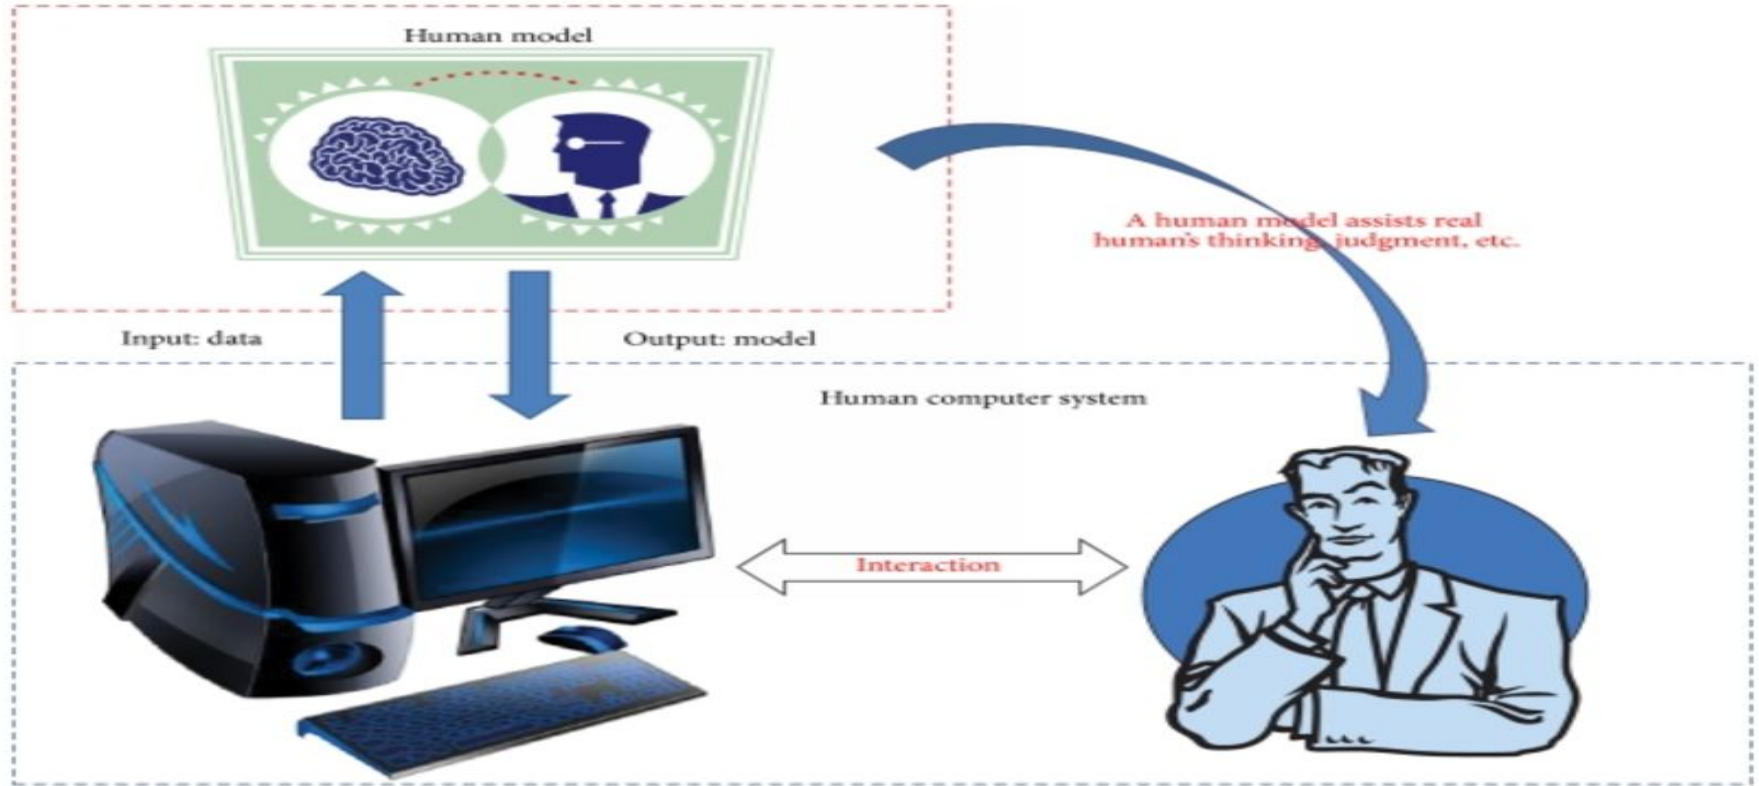 Human model
A human model assists real
human's thinking, judgment, etc.
Input: data
Output: model
Human computer system
Interaction